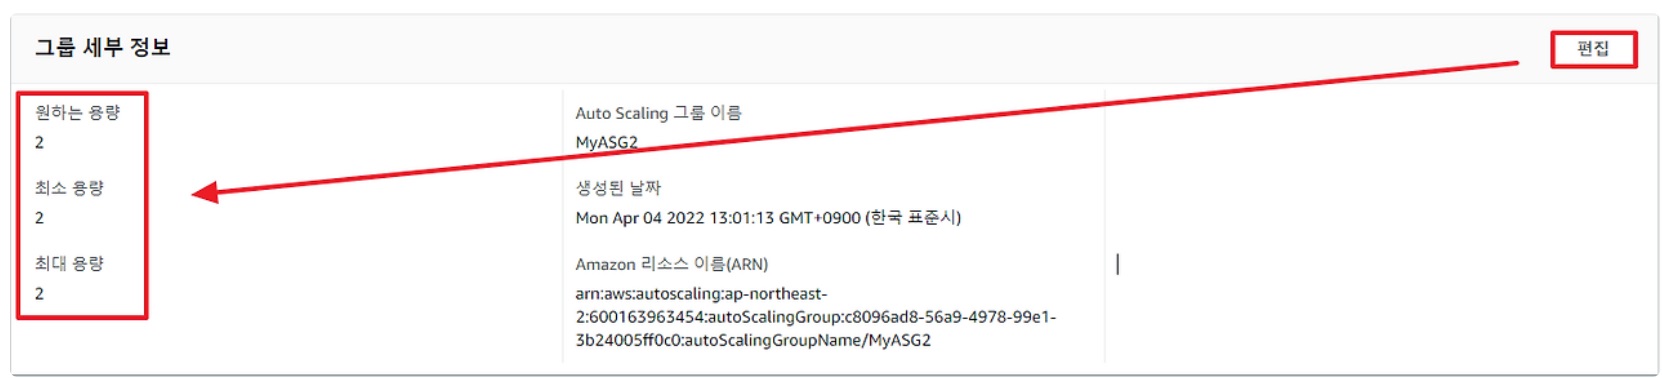 그룹 세부 정보
편집
원하는 용량
2
최소 용량
2
최대 용량
2
Auto Scaling 그룹 이름
MyASG2
생성된 날짜
Mon Apr 04 2022 13:01:13 GMT+0900 (한국 표준시)
Amazon 리소스 이름(ARN)
arn:aws:autoscaling:ap-northeast-
2:600163963454:autoScalingGroup:c8096ad8-56a9-4978-99e1-
3b24005ff0c0:autoScalingGroupName/MyASG2